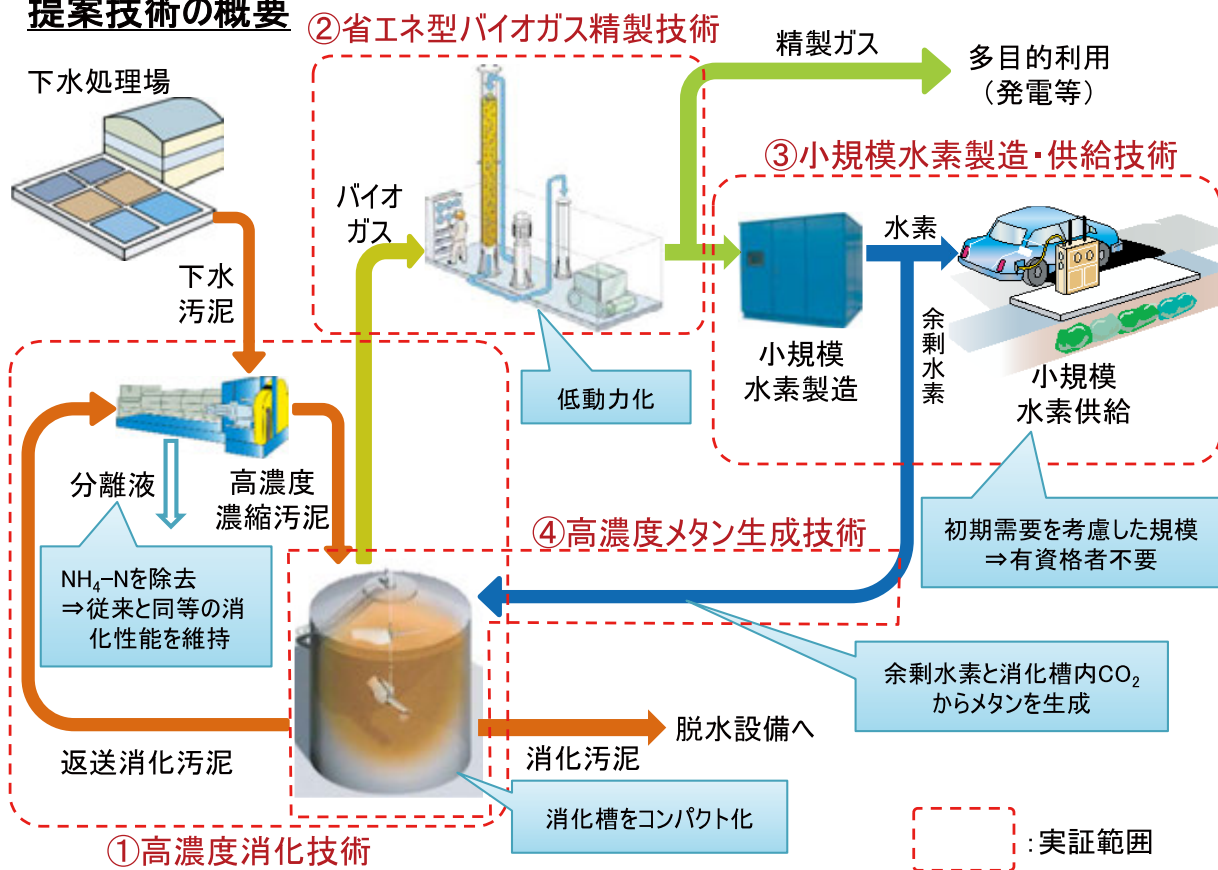 提案技術の概要
②省エネ型バイオガス精製技術
精製ガス
多目的利用
（発電等）
下水処理場
③小規模水素製造・供給技術
バイオ
ガス
水素
下水
汚泥
余剰水素
小規模
水素製造
小規模
水素供給
低動力化
分離液
高濃度
濃縮汚泥
④高濃度メタン生成技術
初期需要を考慮した規模
⇒有資格者不要
NH₄−Nを除去
⇒従来と同等の消
化性能を維持
余剰水素と消化槽内CO₂
からメタンを生成
返送消化汚泥
脱水設備へ
消化汚泥
消化槽をコンパクト化
①高濃度消化技術
：実証範囲